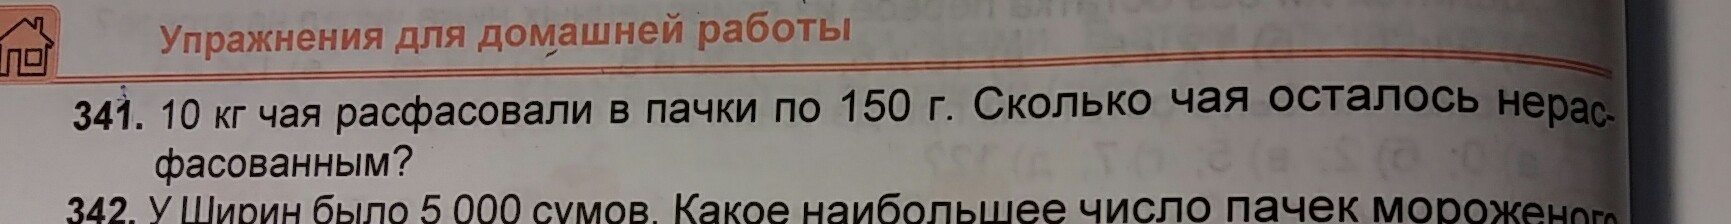 Упражнения для домашней работы
341. 10 кг чая расфасовали в пачки по 150 г. Сколько чая осталось нерас-
фасованным?
342. У Ширин было 5 000 сумов. Какое наибольшее число пачек мороженого